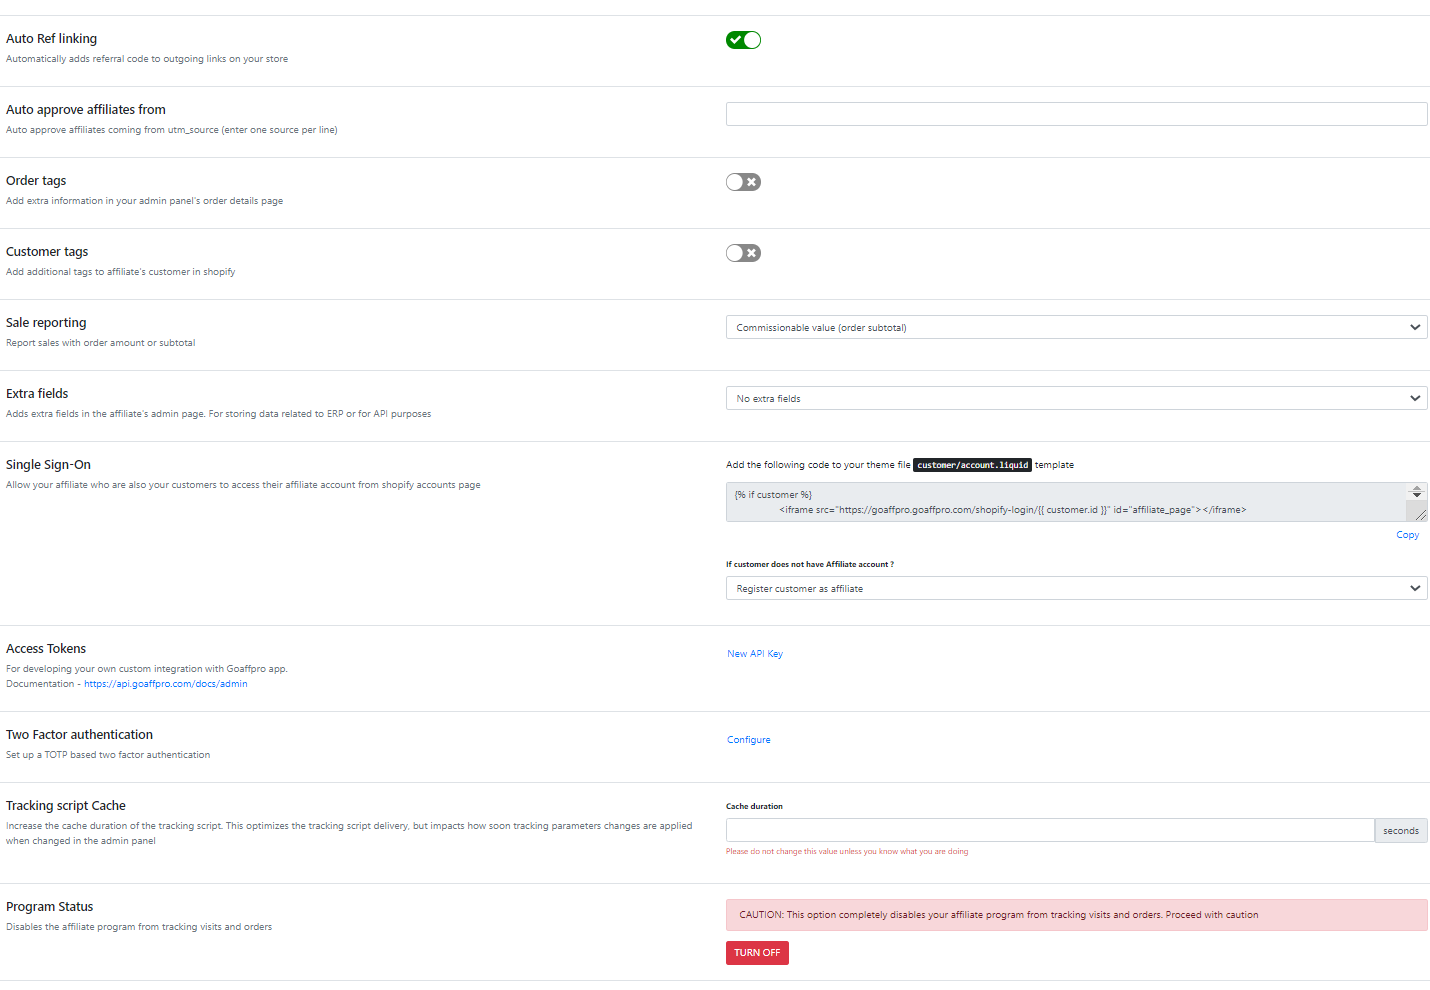 Auto Ref linking
Automatically adds referral code to outgoing links on your store
Auto approve affiliates from
Auto approve affiliates coming from utm_source (enter one source per line)
Order tags
Add extra information in your admin panel's order details page
Customer tags
Add additional tags to affiliate's customer in shopify
Sale reporting
Report sales with order amount or subtotal
Commissionable value (order subtotal)
Extra fields
Adds extra fields in the affiliate's admin page. For storing data related to ERP or for API purposes
No extra fields
Single Sign-On
Allow your affiliate who are also your customers to access their affiliate account from shopify accounts page
Add the following code to your theme file customer/account.liquid template
{% if customer %}
<iframe src="https://goaffpro.goaffpro.com/shopify-login/{{ customer.id }}" id="affiliate_page"></iframe>
Copy
If customer does not have Affiliate account ?
Register customer as affiliate
Access Tokens
For developing your own custom integration with Goaffpro app.
Documentation - https://api.goaffpro.com/docs/admin
New API Key
Two Factor authentication
Set up a TOTP based two factor authentication
Configure
Tracking script Cache
Increase the cache duration of the tracking script. This optimizes the tracking script delivery, but impacts how soon tracking parameters changes are applied
when changed in the admin panel
Cache duration
seconds
Please do not change this value unless you know what you are doing
Program Status
Disables the affiliate program from tracking visits and orders
CAUTION: This option completely disables your affiliate program from tracking visits and orders. Proceed with caution
TURN OFF